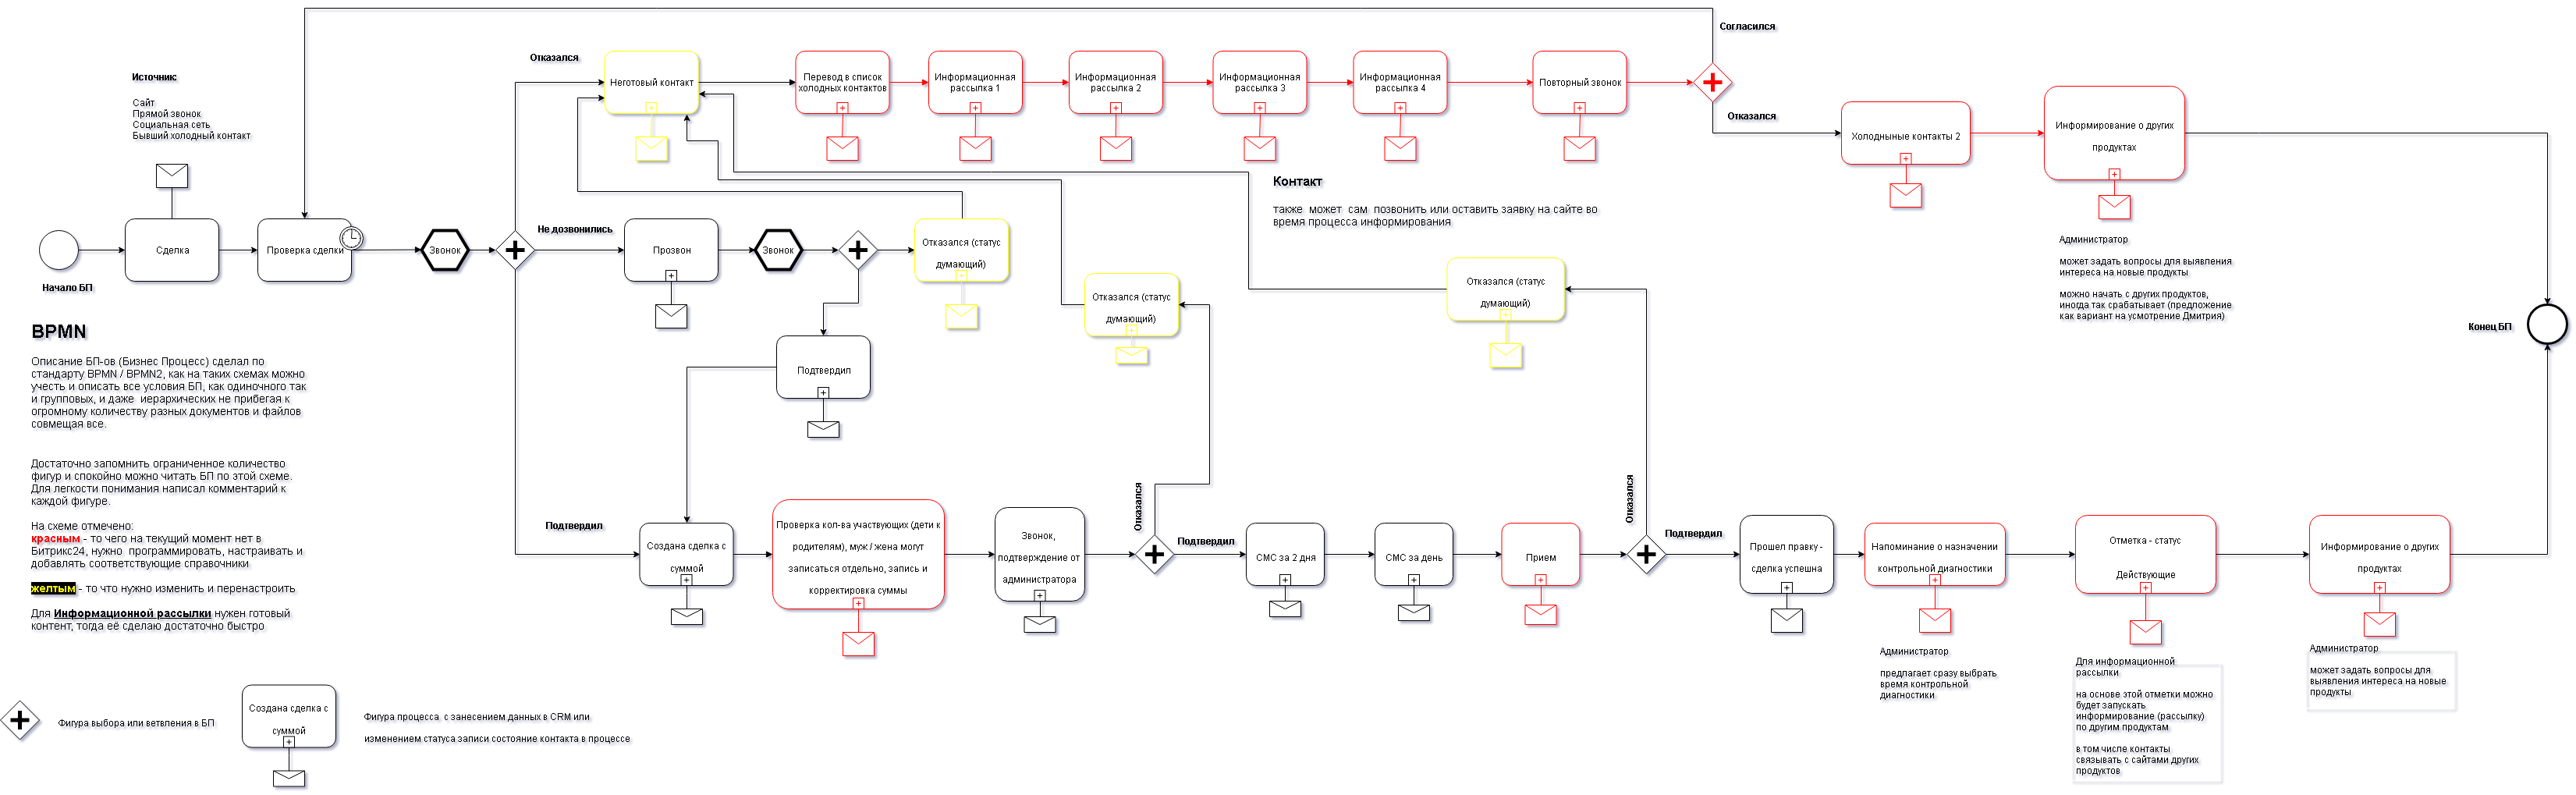 Согласился
Отказался
Неготовый контакт
Перевод в список
холодных контактов
Информационная
рассылка 1
Информационная
рассылка 2
Информационная
рассылка 3
Информационная
рассылка 4
Повторный звонок
Отказался
Холодныные контакты 2
Информирование о других
продуктах
Источник:
Сайт
Прямой звонок
Социальная сеть
Бывший холодный контакт
Контакт
также может сам позвонить или оставить заявку на сайте во
время процесса информирования
Начало БП
Сделка
Проверка сделки
Звонок
Не дозвонились
Прозвон
Звонок
Отказался (статус
думающий)
Отказался (статус
думающий)
Отказался (статус
думающий)
Администратор
может задать вопросы для выявления
интереса на новые продукты
можно начать с других продуктов,
иногда так срабатывает (предложение
как вариант на усмотрение Дмитрия)
Конец БП
Подтвердил
BPMN
Описание БП-ов (Бизнес Процесс) сделал по
стандарту BPMN / BPMN2, как на таких схемах можно
учесть и описать все условия БП, как одиночного так
и групповых, и даже иерархических не прибегая к
огромному количеству разных документов и файлов
совмещая все.
Достаточно запомнить ограниченное количество
фигур и спокойно можно читать БП по этой схеме.
Для легкости понимания написал комментарий к
каждой фигуре.
На схеме отмечено:
красным - то чего на текущий момент нет в
Битрикс24, нужно программировать, настраивать и
добавлять соответствующие справочники
желтым - то что нужно изменить и перенастроить
Для Информационной рассылки нужен готовый
контент, тогда её сделаю достаточно быстро
Подтвердил
Создана сделка с
суммой
Проверка кол-ва участвующих (дети к
родителям), муж / жена могут
записаться отдельно, запись и
корректировка суммы
Звонок,
подтверждение от
администратора
Отказался
Подтвердил
СМС за 2 дня
СМС за день
Прием
Отказался
Подтвердил
Прошел правку -
сделка успешна
Напоминание о назначении
контрольной диагностики
Отметка - статус
Действующие
Информирование о других
продуктах
Администратор
предлагает сразу выбрать
время контрольной
диагностики
Для информационной
рассылки
на основе этой отметки можно
будет запускать
информирование (рассылку)
по другим продуктам
в том числе контакты
связывать с сайтами других
продуктов
Администратор
может задать вопросы для
выявления интереса на новые
продукты
Фигура выбора или ветвления в БП
Создана сделка с
суммой
Фигура процесса с занесением данных в CRM или
изменением статуса записи состояние контакта в процессе